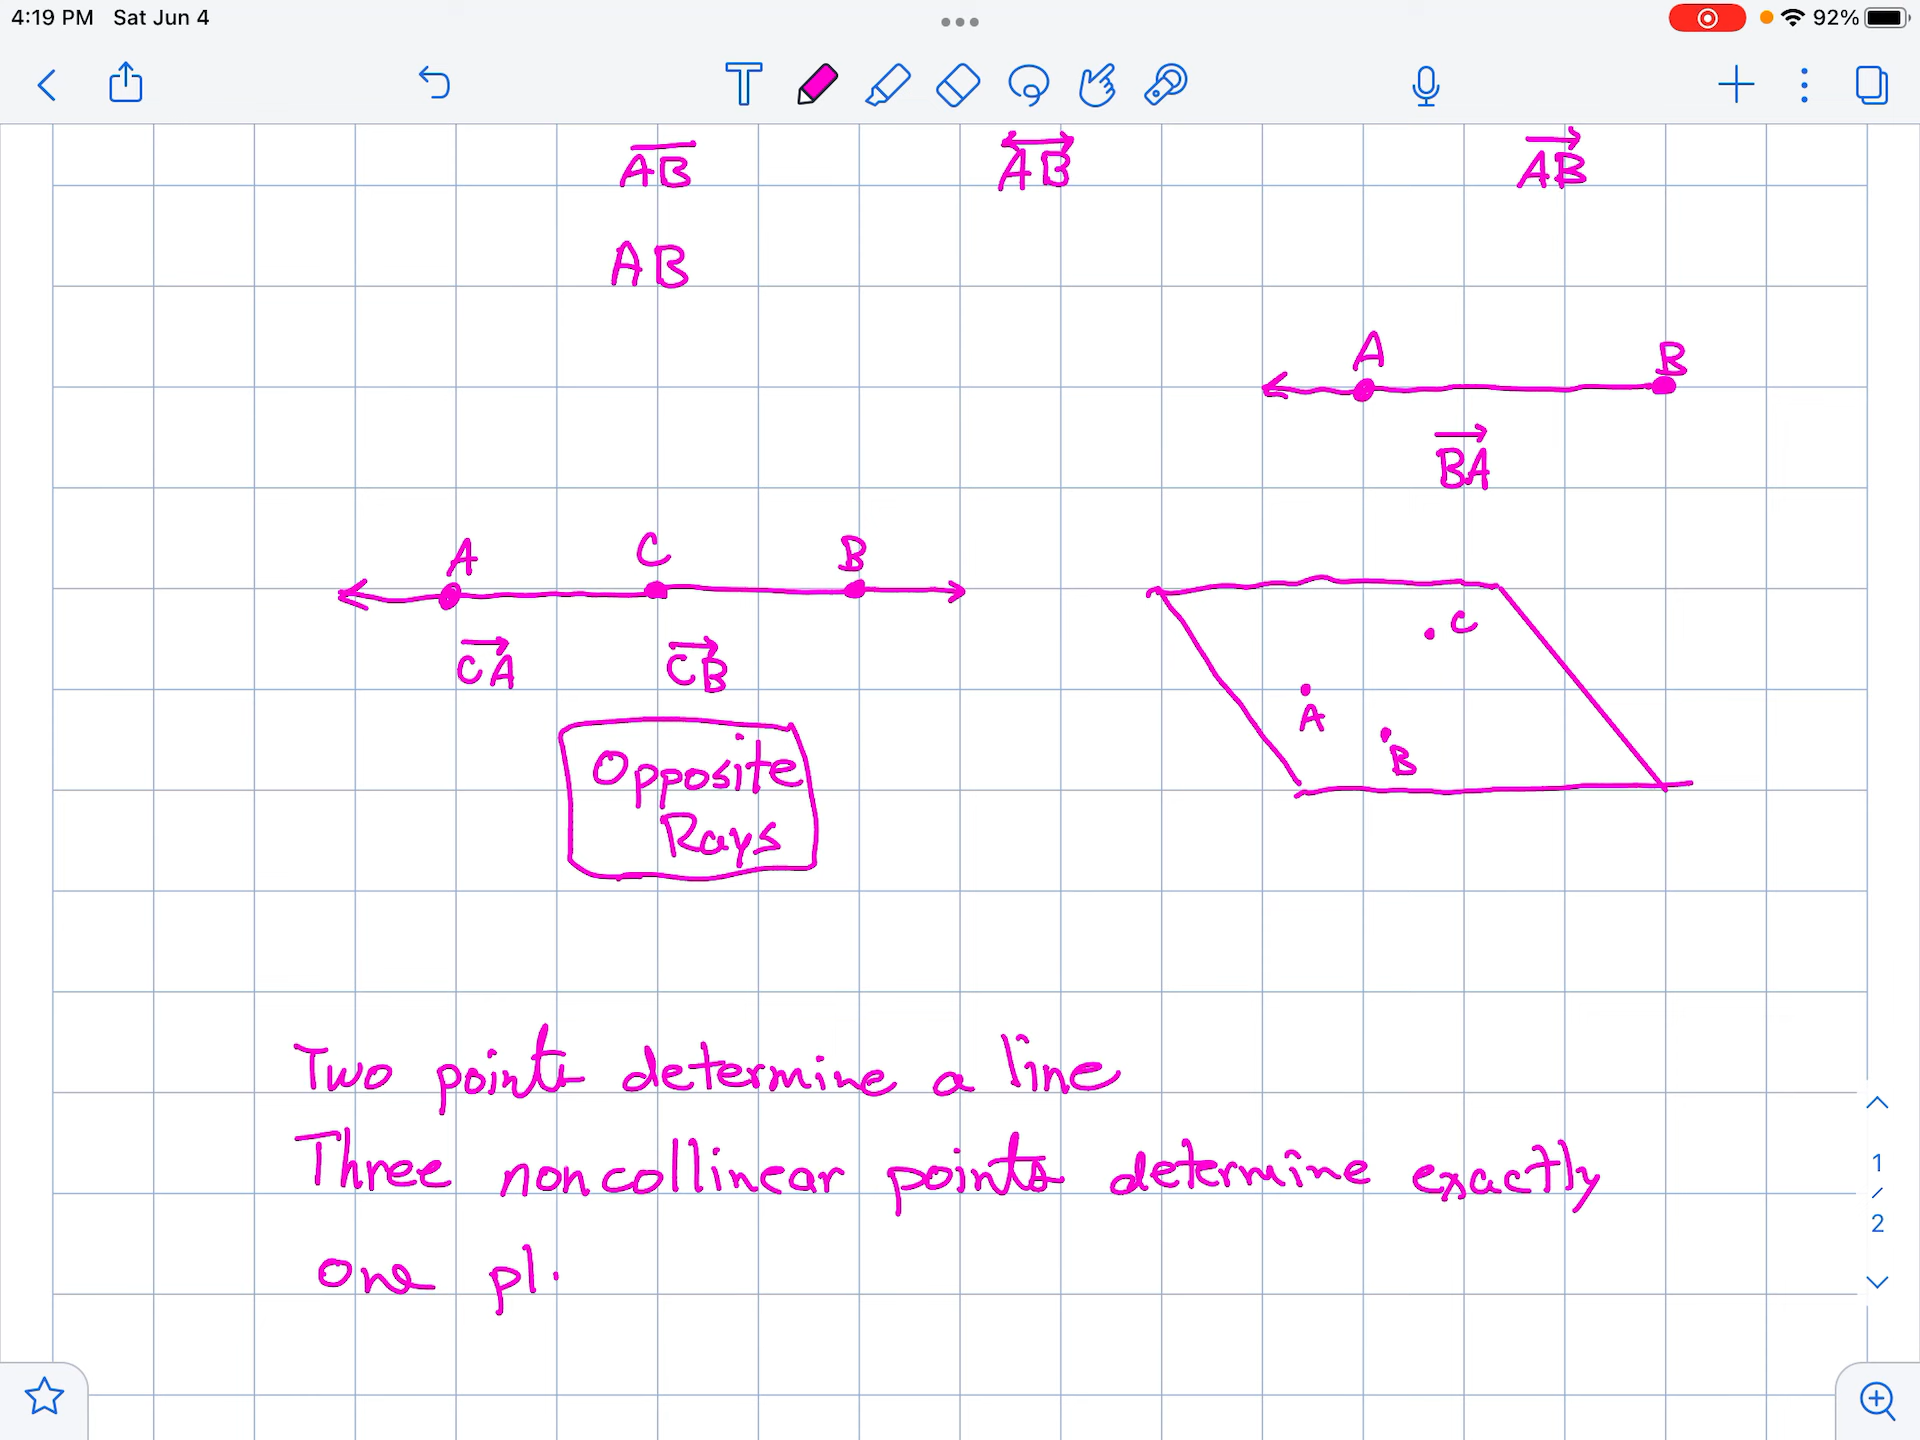 4:19 PM Sat Jun 4 92%
AB AB AB
AB
A B
BA
A C B
CA CB
C
A
B
Opposite
Rays
Two points determine a line
Three noncollinear points determine exactly
one pl
1
/
2